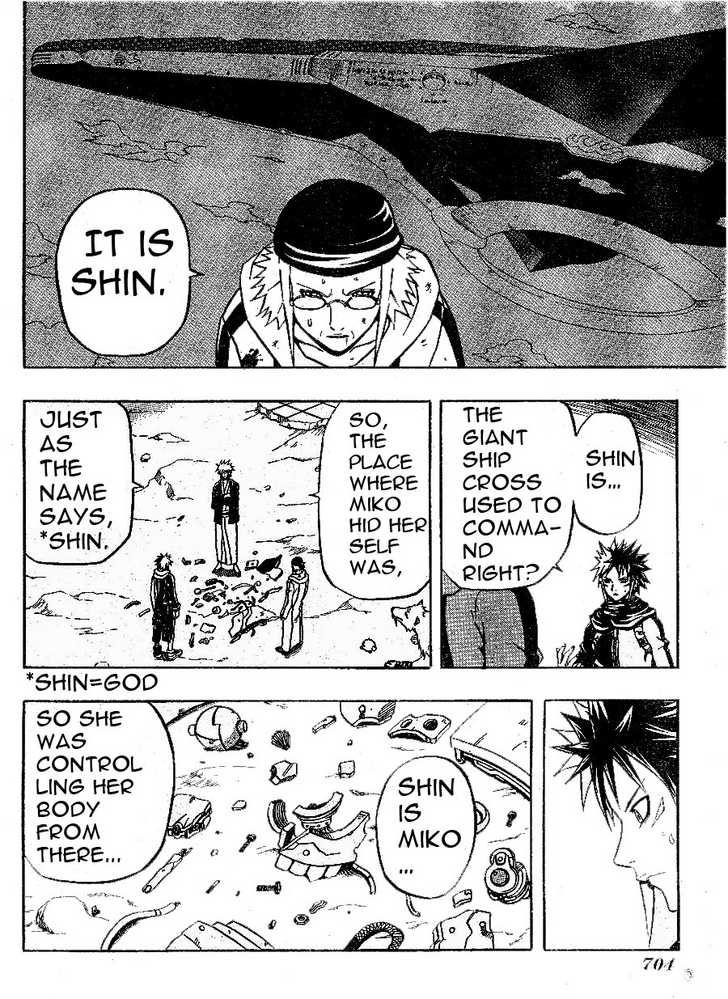 IT IS
SHIN.
SHIN
IS...
THE
GIANT
SHIP
CROSS
USED TO
COMMA-
ND
RIGHT?
SO,
THE
PLACE
WHERE
MIKO
HID HER
SELF
WAS,
JUST
AS
THE
NAME
SAYS,
*SHIN.
*SHIN=GOD
SHIN
IS
MIKO
...
SO SHE
WAS
CONTROL
LING HER
BODY
FROM
THERE...
704